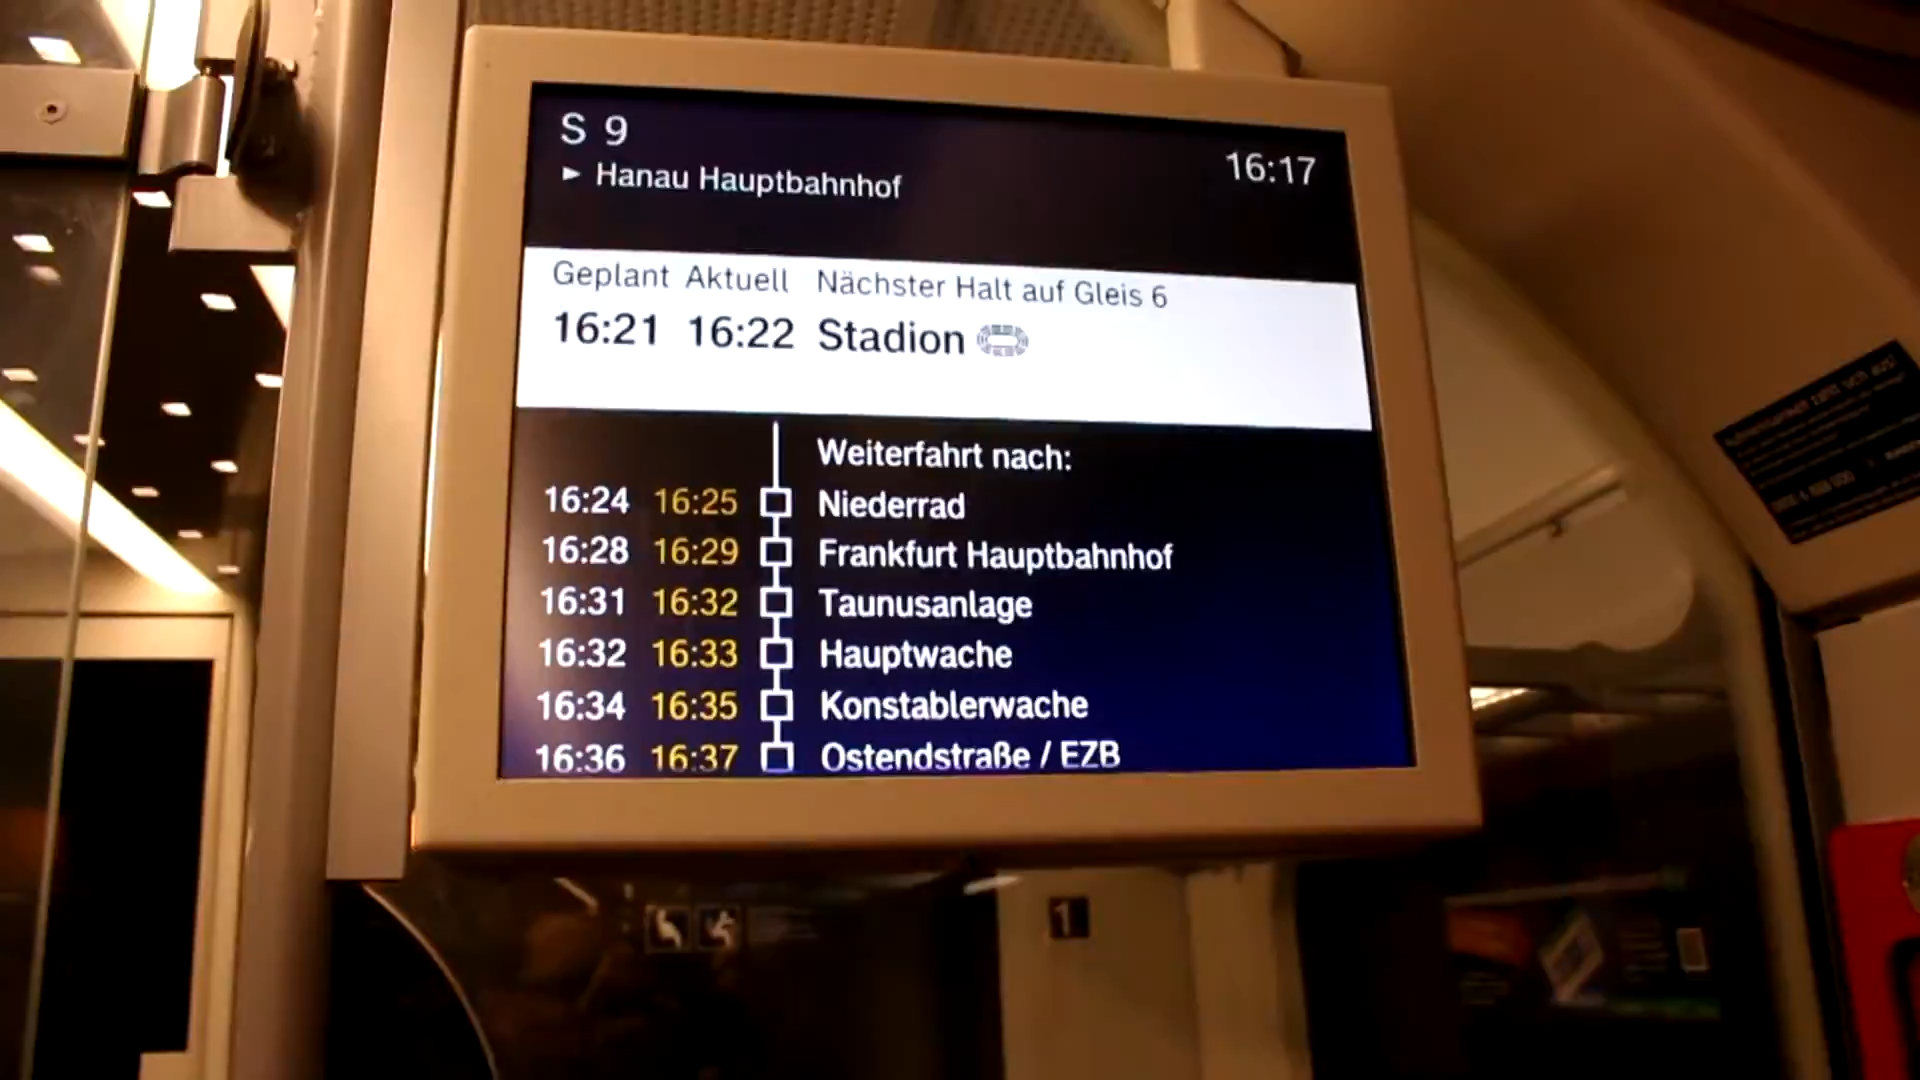 S 9
► Hanau Hauptbahnhof
16:17
Geplant Aktuell Nächster Halt auf Gleis 6
16:21 16:22 Stadion
Weiterfahrt nach:
16:24 16:25 Niederrad
16:28 16:29 Frankfurt Hauptbahnhof
16:31 16:32 Taunusanlage
16:32 16:33 Hauptwache
16:34 16:35 Konstablerwache
16:36 16:37 Ostendstraße / EZB
1